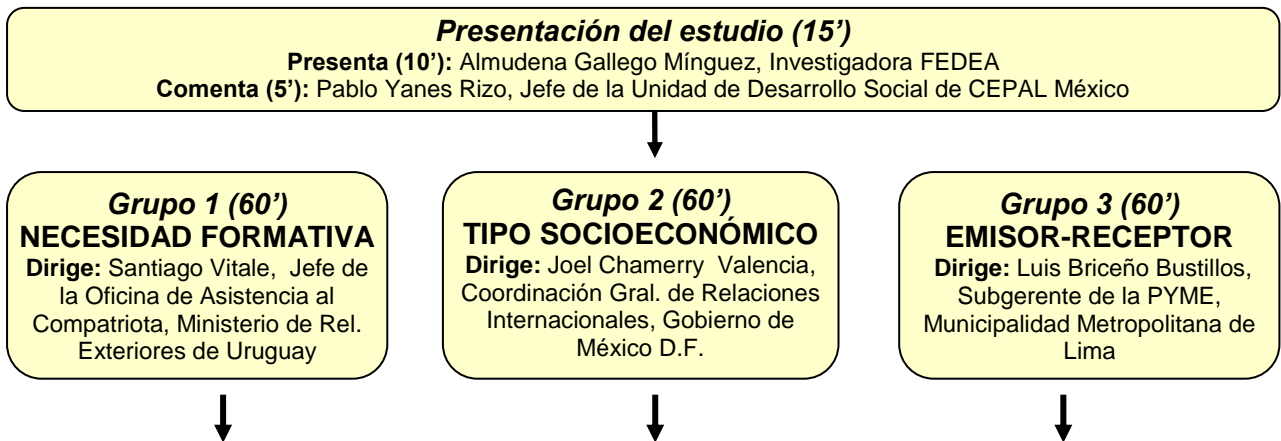 Presentación del estudio (15’)
Presenta (10’): Almudena Gallego Mínguez, Investigadora FEDEA
Comenta (5’): Pablo Yanes Rizo, Jefe de la Unidad de Desarrollo Social de CEPAL México
Grupo 1 (60’)
NECESIDAD FORMATIVA
Dirige: Santiago Vitale, Jefe de
la Oficina de Asistencia al
Compatriota, Ministerio de Rel.
Exteriores de Uruguay
Grupo 2 (60’)
TIPO SOCIOECONÓMICO
Dirige: Joel Chamerry Valencia,
Coordinación Gral. de Relaciones
Internacionales, Gobierno de
México D.F.
Grupo 3 (60’)
EMISOR-RECEPTOR
Dirige: Luis Briceño Bustillos,
Subgerente de la PYME,
Municipalidad Metropolitana de
Lima